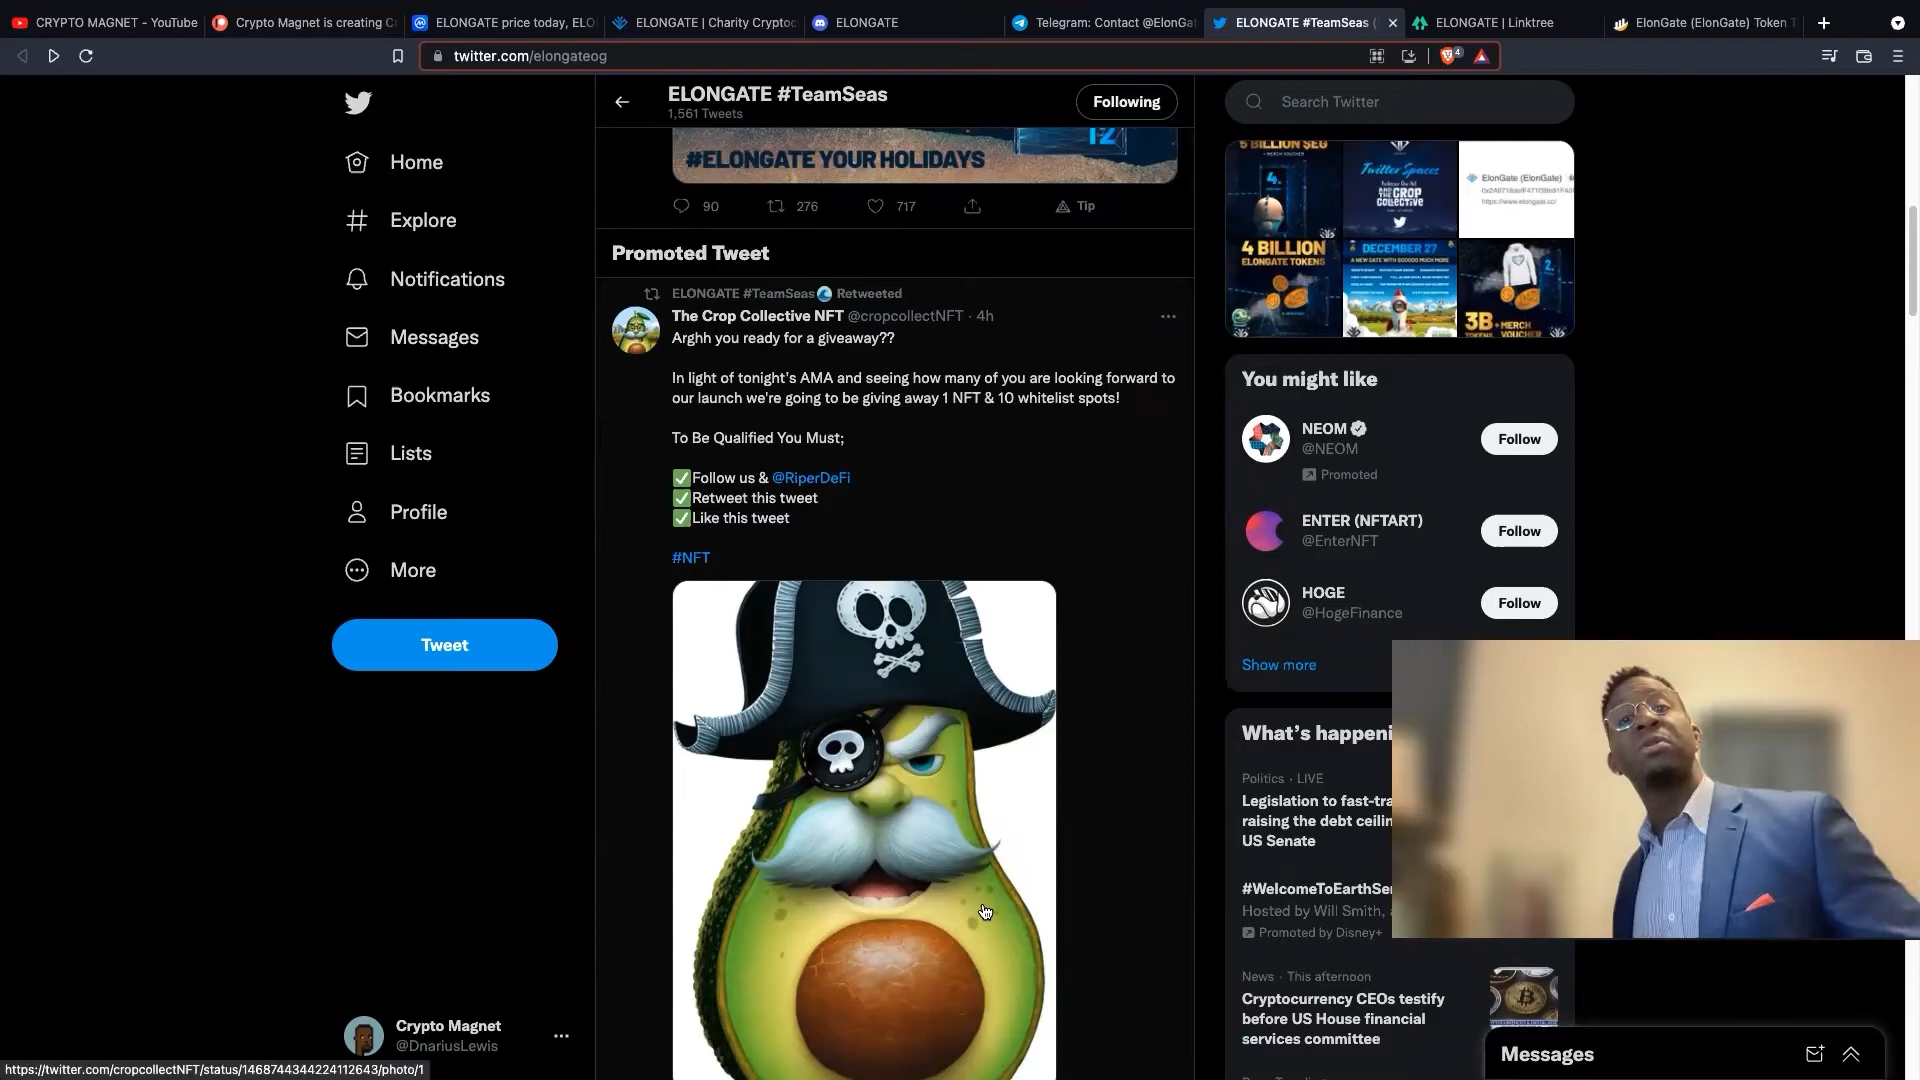 CRYPTO MAGNET - YouTube
Crypto Magnet is creating C
ELONGATE price today, ELO
ELONGATE | Charity Cryptoc
ELONGATE
Telegram: Contact @ElonGat
ELONGATE #TeamSeas (
ELONGATE | Linktree
ElonGate (ElonGate) Token T
twitter.com/elongateog
4
Home
Explore
Notifications
Messages
Bookmarks
Lists
Profile
More
Tweet
Crypto Magnet
@DnariusLewis
https://twitter.com/cropcollectNFT/status/1468744344224112643/photo/1
ELONGATE #TeamSeas
1,561 Tweets
Following
12
#ELONGATE YOUR HOLIDAYS
90
276
717
Tip
Promoted Tweet
ELONGATE #TeamSeas Retweeted
The Crop Collective NFT @cropcollectNFT · 4h
Arghh you ready for a giveaway??
In light of tonight's AMA and seeing how many of you are looking forward to
our launch we're going to be giving away 1 NFT & 10 whitelist spots!
To Be Qualified You Must;
Follow us & @RiperDeFi
Retweet this tweet
Like this tweet
#NFT
Search Twitter
5 BILLION $EG
+ MERCH VOUCHER
4.
Twitter Spaces
AND THE CROP
COLLECTIVE
ElonGate (ElonGate)
https://www.elongate.cc/
4 BILLION
ELONGATE TOKENS
DECEMBER 27
A NEW DATE WITH SOOOOO MUCH MORE
2.
3B + MERCH
TOKENS VOUCHER
You might like
NEOM
@NEOM
Promoted
Follow
ENTER (NFTART)
@EnterNFT
Follow
HOGE
@HogeFinance
Follow
Show more
What's happeni
Politics · LIVE
Legislation to fast-tra
raising the debt ceilin
US Senate
#WelcomeToEarthSer
Hosted by Will Smith,
Promoted by Disney+
News · This afternoon
Cryptocurrency CEOs testify
before US House financial
services committee
Messages